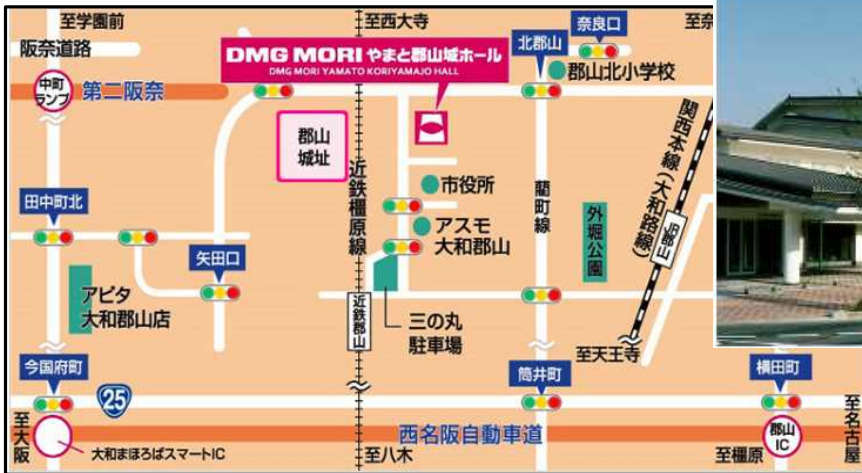 至学園前
至西大寺
奈良口
阪奈道路
DMG MORI やまと郡山城ホール
DMG MORI YAMATO KORIYAMAJO HALL
北郡山
郡山北小学校
中町
ランプ
第二阪奈
郡山
城址
近鉄橿原線
市役所
藺町線
関西本線(大和路線)
田中町北
アスモ
大和郡山
外堀公園
JR郡山
矢田口
アピタ
大和郡山店
近鉄郡山
三の丸
駐車場
至天王寺
今国府町
25
筒井町
横田町
至大阪
大和まほろばスマートIC
西名阪自動車道
至八木
郡山
IC
至橿原
至名古屋